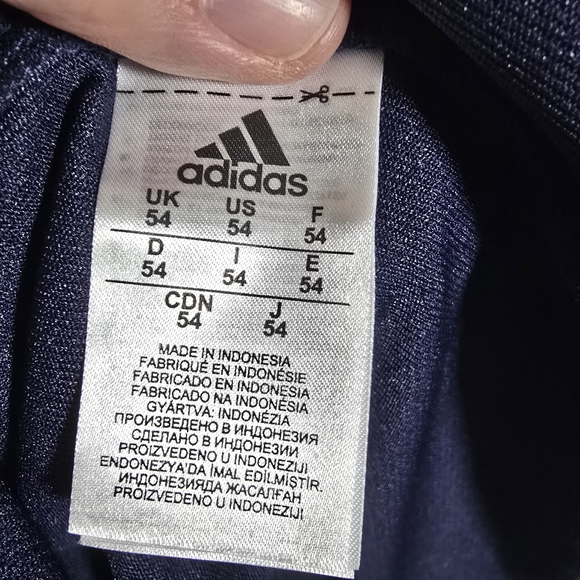 adidas
UK US F
54 54 54
D I E
54 54 54
CDN J
54 54
MADE IN INDONESIA
FABRIQUÉ EN INDONÉSIE
FABRICADO EN INDONESIA
FABRICADO NA INDONÉSIA
GYÁRTVA: INDONÉZIA
ПРОИЗВЕДЕНО В ИНДОНЕЗИЯ
СДЕЛАНО В ИНДОНЕЗИИ
PROIZVEDENO U INDONEZIJI
ENDONEZYA'DA İMAL EDİLMİŞTİR.
ИНДОНЕЗИЯДА ЖАСАЛҒАН
PROIZVEDENO U INDONEZIJI